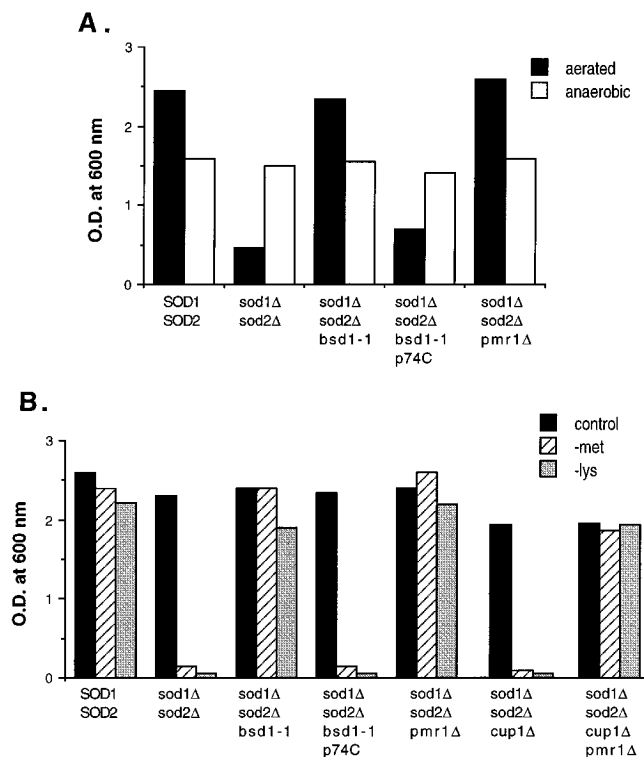 A.
3
2
1
0
O.D. at 600 nm
aerated
anaerobic
SOD1 sod1Δ sod1Δ sod1Δ sod1Δ
SOD2 sod2Δ sod2Δ sod2Δ sod2Δ
bsd1-1 bsd1-1 pmr1Δ
p74C
B.
3
2
1
0
O.D. at 600 nm
control
-met
-lys
SOD1 sod1Δ sod1Δ sod1Δ sod1Δ sod1Δ sod1Δ
SOD2 sod2Δ sod2Δ sod2Δ sod2Δ sod2Δ sod2Δ
bsd1-1 bsd1-1 pmr1Δ cup1Δ cup1Δ
p74C pmr1Δ